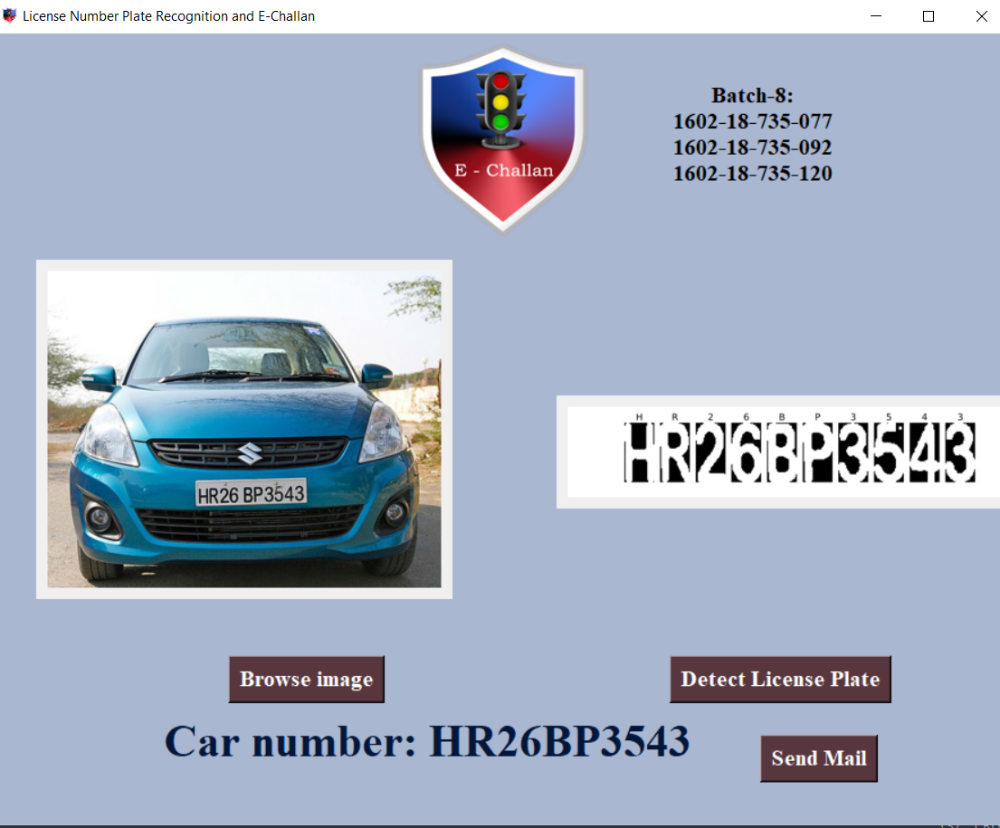 License Number Plate Recognition and E-Challan
E - Challan
Batch-8:
1602-18-735-077
1602-18-735-092
1602-18-735-120
HR26 BP3543
H R 2 6 B P 3 5 4 3
HR26BP3543
Browse image
Detect License Plate
Car number: HR26BP3543
Send Mail